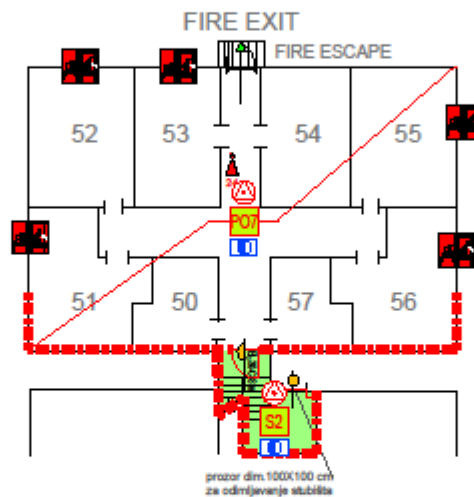 FIRE EXIT
FIRE ESCAPE
52
53
54
55
PO7
51
50
57
56
S2
prozor dim.100X100 cm
za odimljavanje stubišta